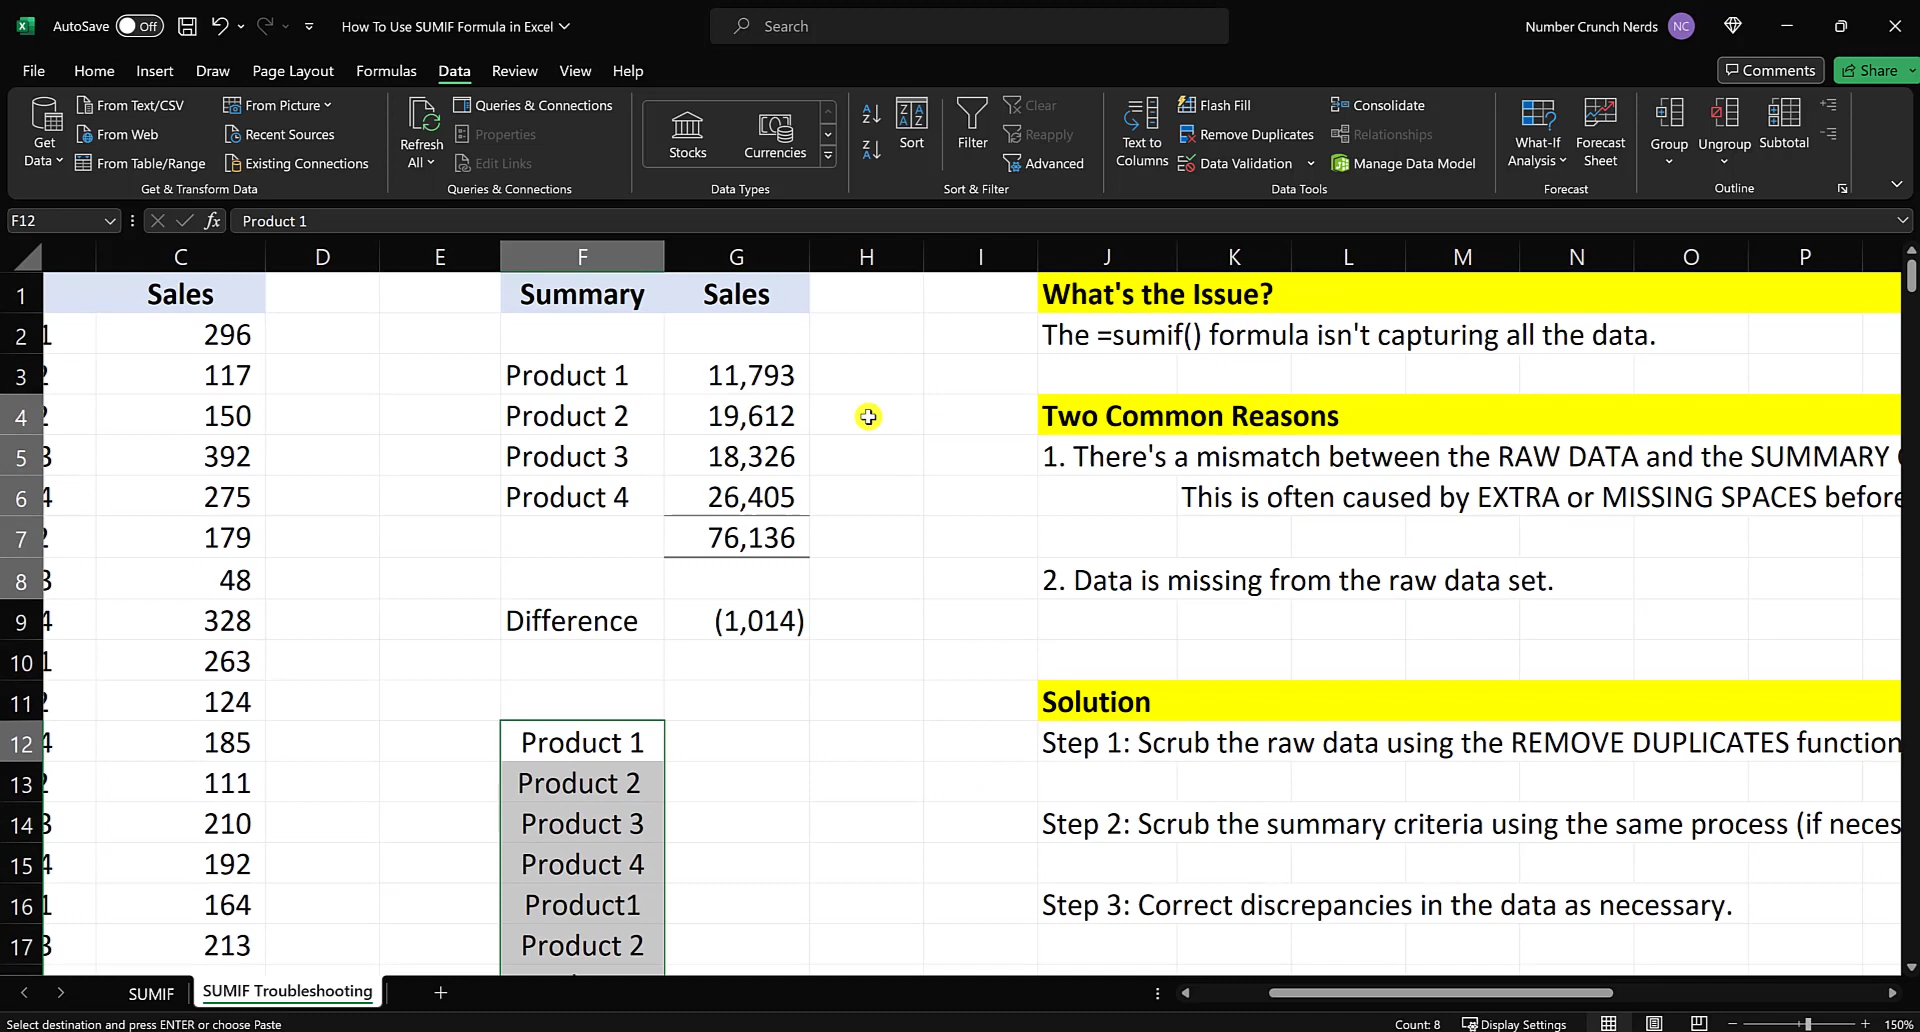 AutoSave Off How To Use SUMIF Formula in Excel Search Number Crunch Nerds NC
File Home Insert Draw Page Layout Formulas Data Review View Help Comments Share
Get Data
From Text/CSV
From Web
From Table/Range
From Picture
Recent Sources
Existing Connections
Get & Transform Data
Refresh All
Queries & Connections
Properties
Edit Links
Queries & Connections
Stocks Currencies
Data Types
Sort
Filter
Clear
Reapply
Advanced
Sort & Filter
Text to Columns
Flash Fill
Remove Duplicates
Data Validation
Consolidate
Relationships
Manage Data Model
Data Tools
What-If Analysis
Forecast Sheet
Forecast
Group Ungroup Subtotal
Outline
F12 fx Product 1
C D E F G H I J K L M N O P
1 Sales Summary Sales What's the Issue?
2 1 296 The =sumif() formula isn't capturing all the data.
3 2 117 Product 1 11,793
4 2 150 Product 2 19,612 Two Common Reasons
5 3 392 Product 3 18,326 1. There's a mismatch between the RAW DATA and the SUMMARY
6 4 275 Product 4 26,405 This is often caused by EXTRA or MISSING SPACES before
7 2 179 76,136
8 3 48 2. Data is missing from the raw data set.
9 4 328 Difference (1,014)
10 1 263
11 2 124 Solution
12 4 185 Product 1 Step 1: Scrub the raw data using the REMOVE DUPLICATES function
13 2 111 Product 2
14 3 210 Product 3 Step 2: Scrub the summary criteria using the same process (if neces
15 4 192 Product 4
16 1 164 Product1 Step 3: Correct discrepancies in the data as necessary.
17 3 213 Product 2
SUMIF SUMIF Troubleshooting
Select destination and press ENTER or choose Paste Count: 8 Display Settings 150%